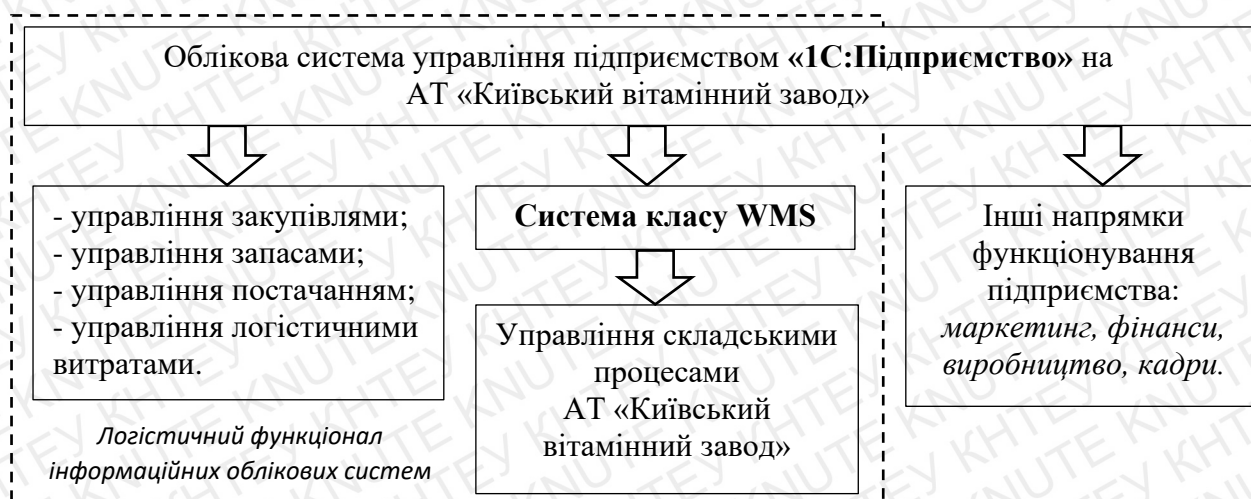 Облікова система управління підприємством «1С:Підприємство» на
АТ «Київський вітамінний завод»
- управління закупівлями;
- управління запасами;
- управління постачанням;
- управління логістичними
витратами.
Логістичний функціонал
інформаційних облікових систем
Система класу WMS
Управління складськими
процесами
АТ «Київський
вітамінний завод»
Інші напрямки
функціонування
підприємства:
маркетинг, фінанси,
виробництво, кадри.